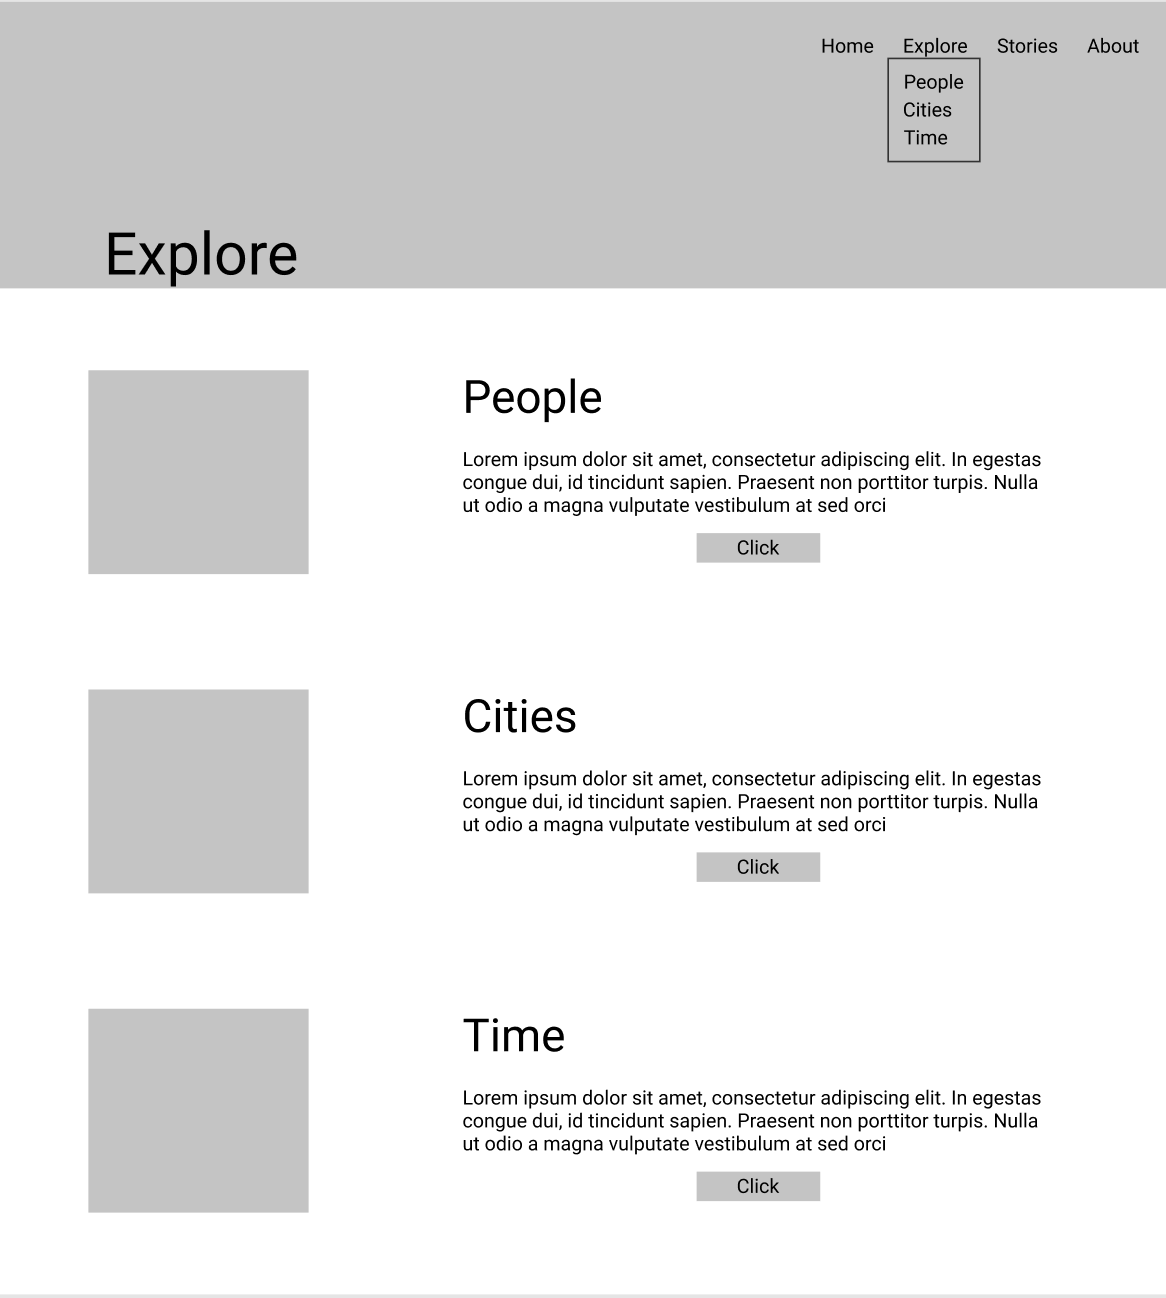 Home Explore Stories About
People
Cities
Time
Explore
People
Lorem ipsum dolor sit amet, consectetur adipiscing elit. In egestas
congue dui, id tincidunt sapien. Praesent non porttitor turpis. Nulla
ut odio a magna vulputate vestibulum at sed orci
Click
Cities
Lorem ipsum dolor sit amet, consectetur adipiscing elit. In egestas
congue dui, id tincidunt sapien. Praesent non porttitor turpis. Nulla
ut odio a magna vulputate vestibulum at sed orci
Click
Time
Lorem ipsum dolor sit amet, consectetur adipiscing elit. In egestas
congue dui, id tincidunt sapien. Praesent non porttitor turpis. Nulla
ut odio a magna vulputate vestibulum at sed orci
Click